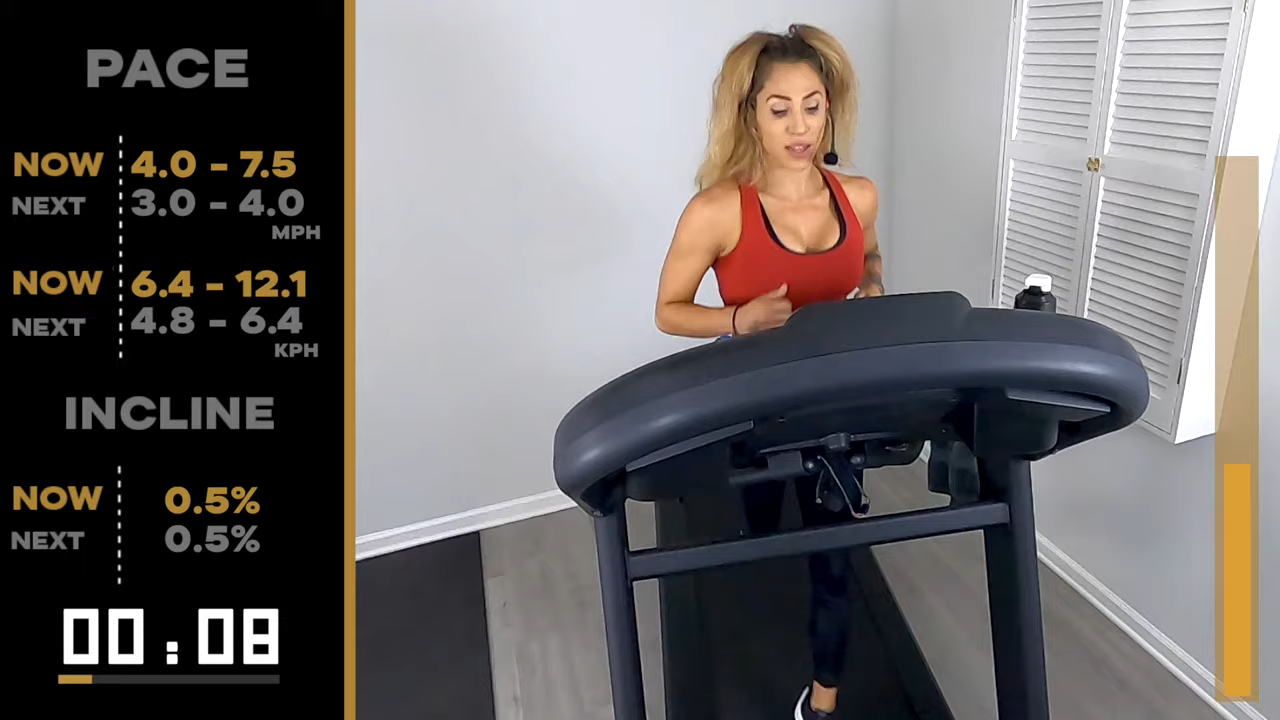 PACE
NOW 4.0 - 7.5
NEXT 3.0 - 4.0
MPH
NOW 6.4 - 12.1
NEXT 4.8 - 6.4
KPH
INCLINE
NOW 0.5%
NEXT 0.5%
00:08